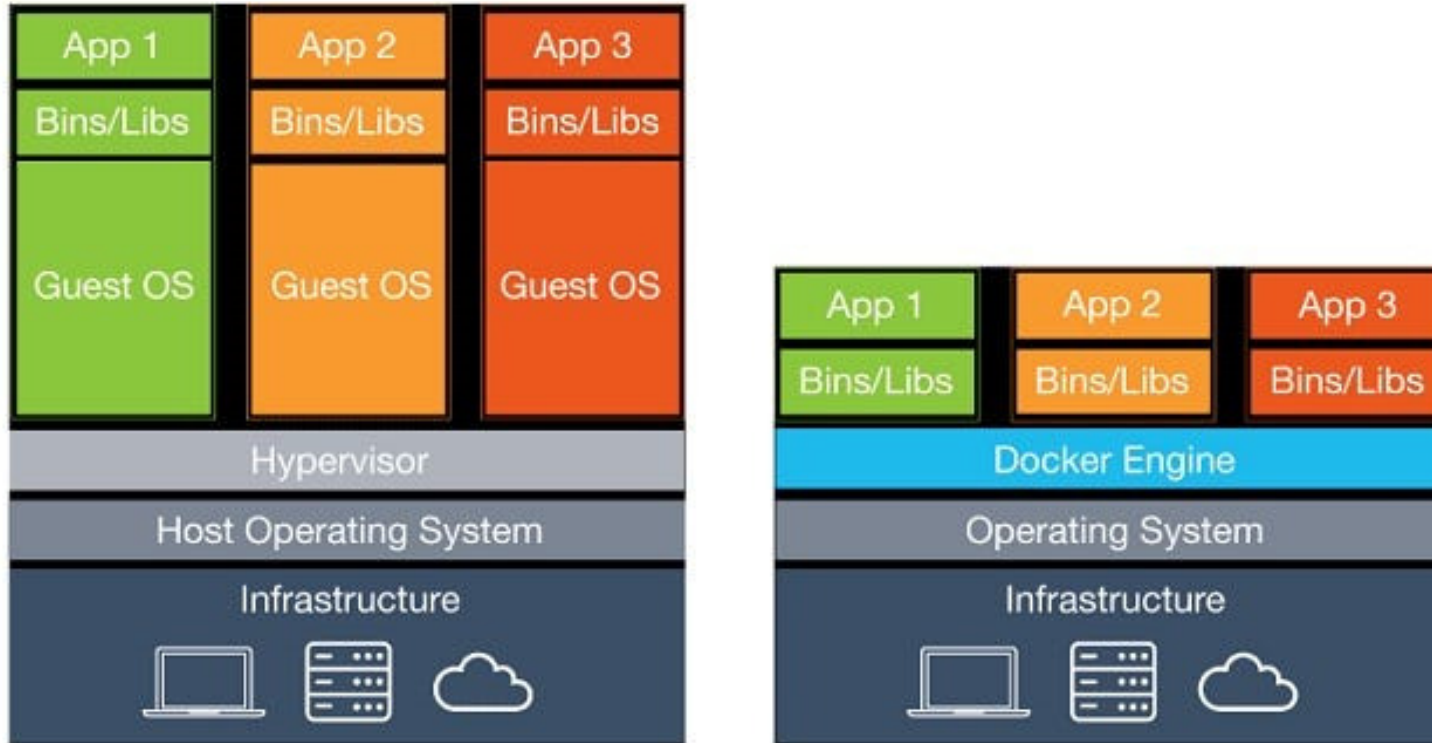 App 1
App 2
App 3
Bins/Libs
Bins/Libs
Bins/Libs
Guest OS
Guest OS
Guest OS
Hypervisor
Host Operating System
Infrastructure
App 1
App 2
App 3
Bins/Libs
Bins/Libs
Bins/Libs
Docker Engine
Operating System
Infrastructure